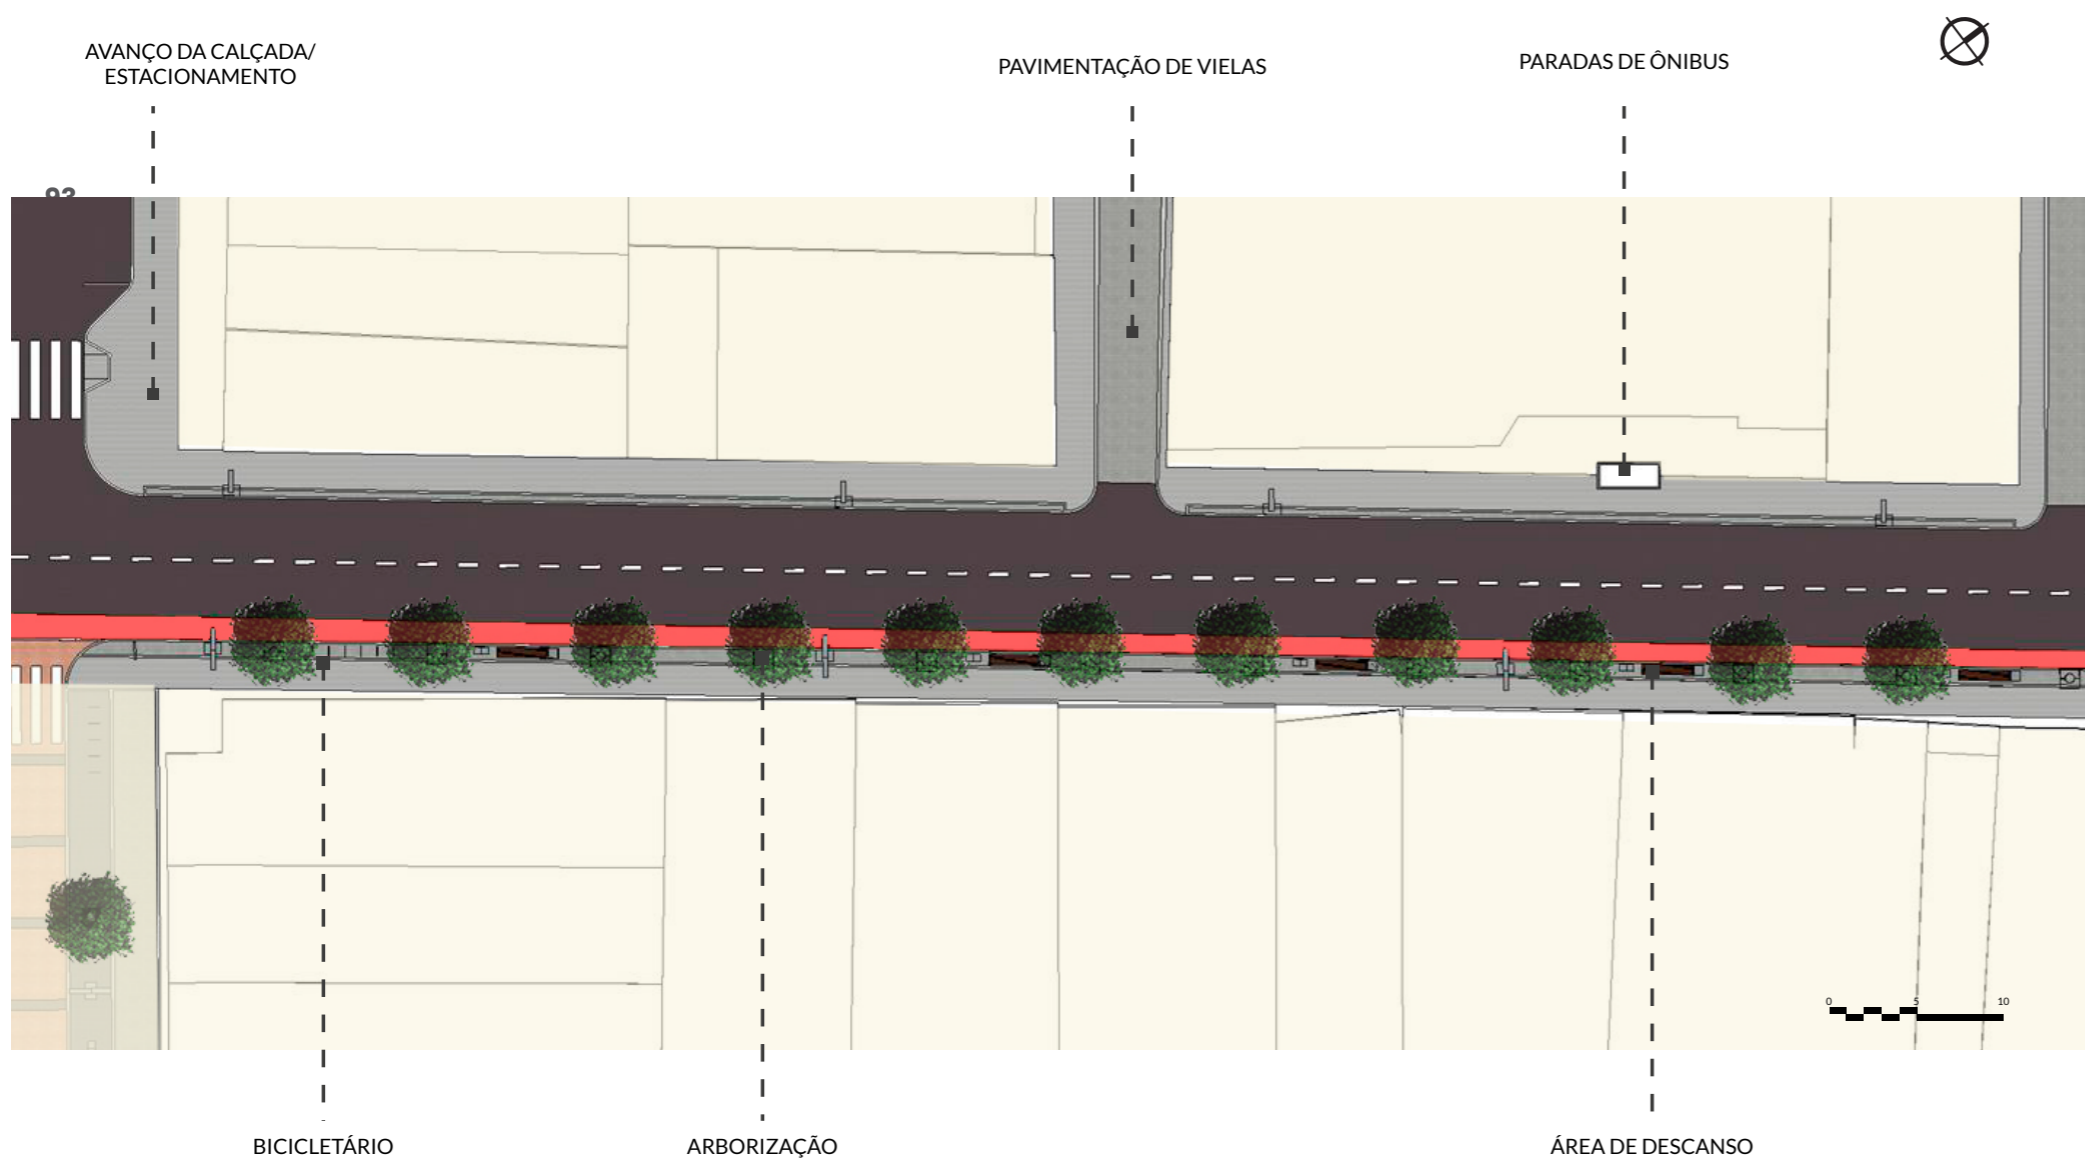 AVANÇO DA CALÇADA/
ESTACIONAMENTO
PAVIMENTAÇÃO DE VIELAS
PARADAS DE ÔNIBUS
0 5 10
BICICLETÁRIO
ARBORIZAÇÃO
ÁREA DE DESCANSO